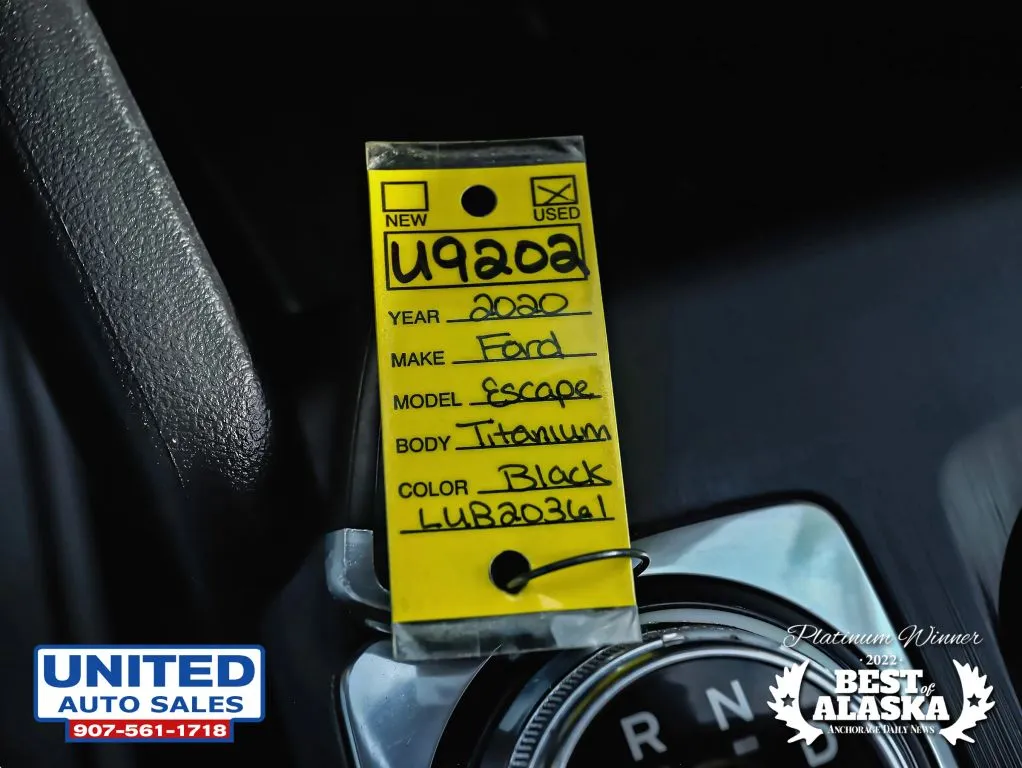 NEW
USED
U9202
YEAR 2020
MAKE Ford
MODEL Escape
BODY Titanium
COLOR Black
LUB20361
R N D
UNITED
AUTO SALES
907-561-1718
Platinum Winner
· 2022 ·
BEST of
ALASKA
ANCHORAGE DAILY NEWS